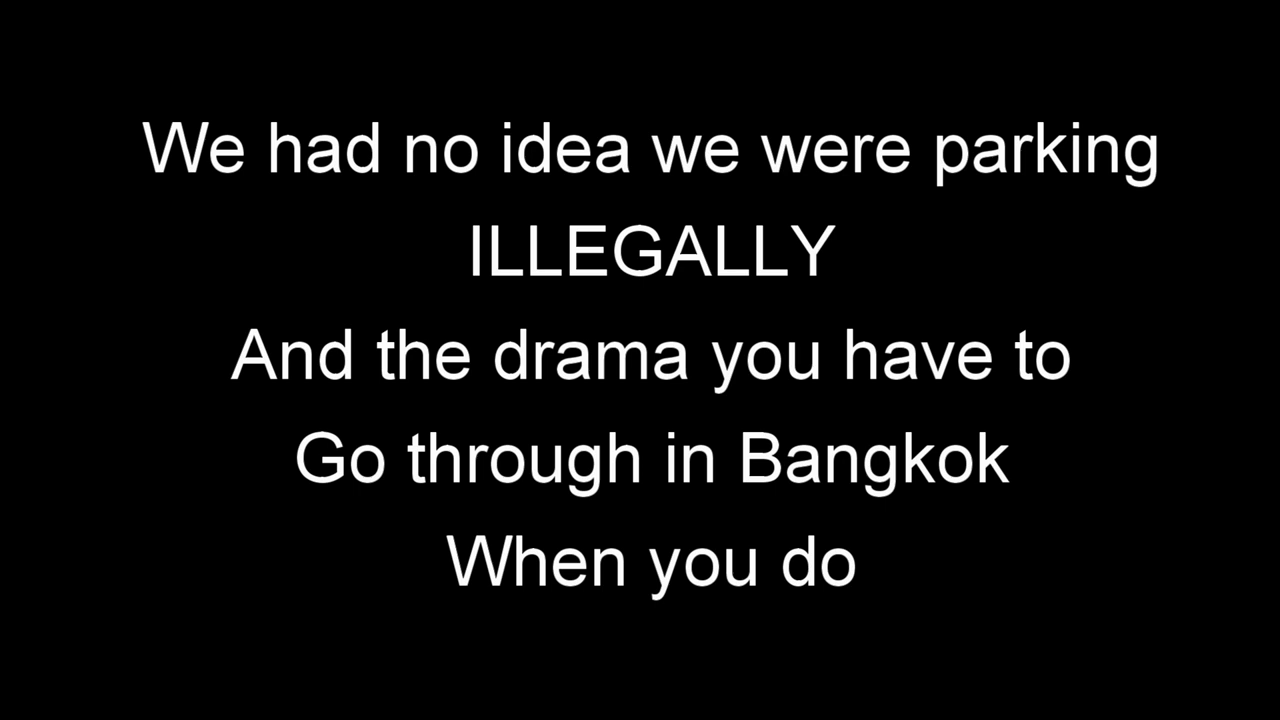 We had no idea we were parking
ILLEGALLY
And the drama you have to
Go through in Bangkok
When you do